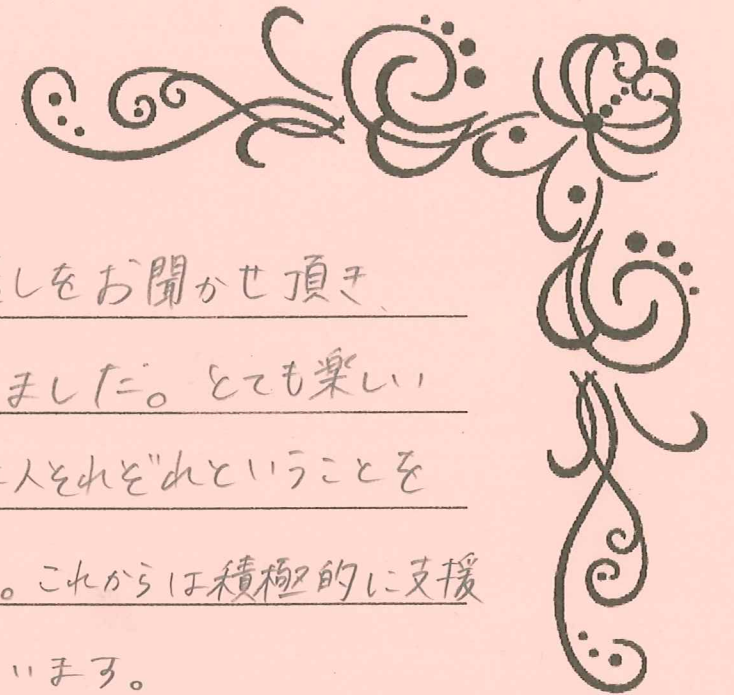 しをお聞かせ頂き、
ました。とても楽しい
人それぞれということを
。これからは積極的に支援
います。